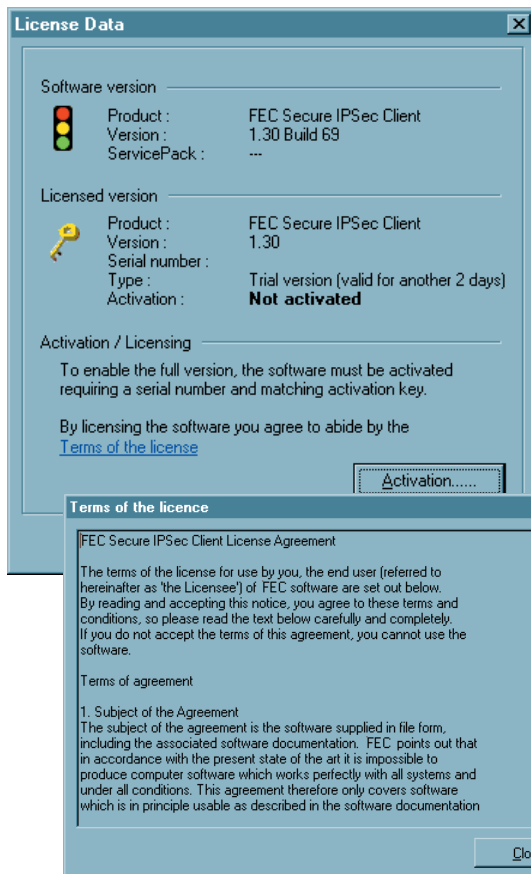 License Data
Software version
Product : FEC Secure IPSec Client
Version : 1.30 Build 69
ServicePack : ---
Licensed version
Product : FEC Secure IPSec Client
Version : 1.30
Serial number :
Type : Trial version (valid for another 2 days)
Activation : Not activated
Activation / Licensing
To enable the full version, the software must be activated
requiring a serial number and matching activation key.
By licensing the software you agree to abide by the
Terms of the license
Activation......
Terms of the licence
FEC Secure IPSec Client License Agreement
The terms of the license for use by you, the end user (referred to
hereinafter as 'the Licensee') of FEC software are set out below.
By reading and accepting this notice, you agree to these terms and
conditions, so please read the text below carefully and completely.
If you do not accept the terms of this agreement, you cannot use the
software.
Terms of agreement
1. Subject of the Agreement
The subject of the agreement is the software supplied in file form,
including the associated software documentation. FEC points out that
in accordance with the present state of the art it is impossible to
produce computer software which works perfectly with all systems and
under all conditions. This agreement therefore only covers software
which is in principle usable as described in the software documentation
Clo